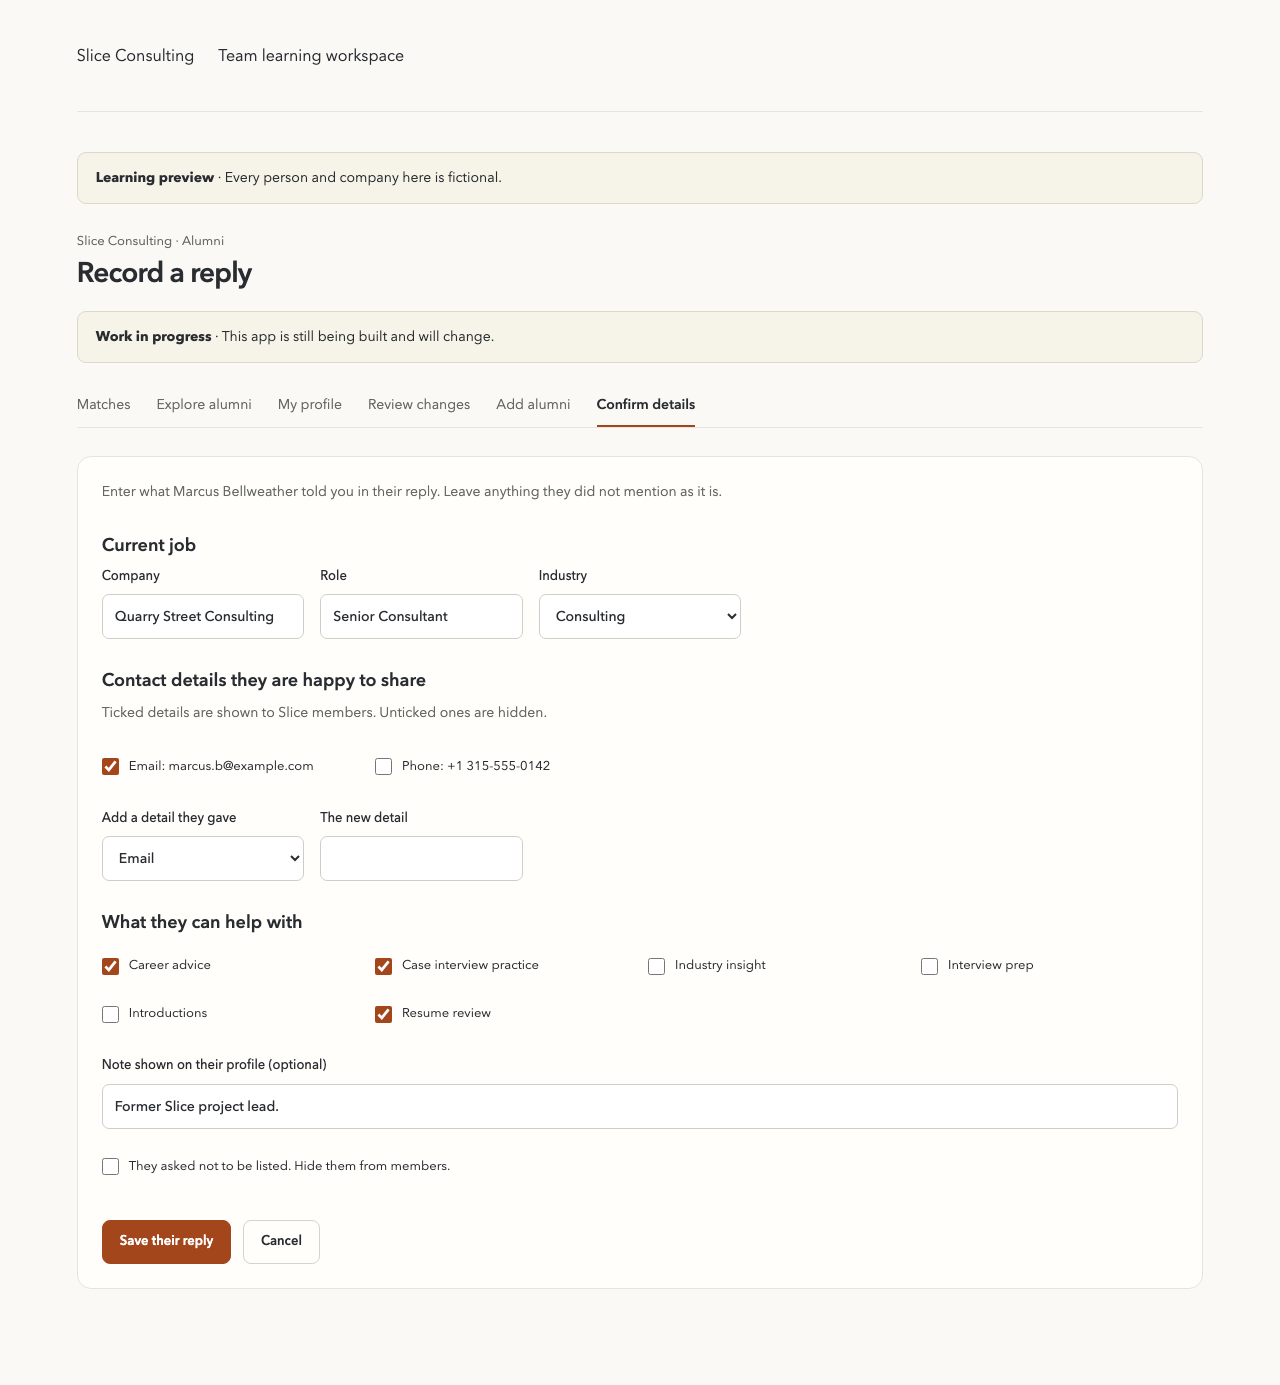 Slice Consulting Team learning workspace
Learning preview · Every person and company here is fictional.
Slice Consulting · Alumni
Record a reply
Work in progress · This app is still being built and will change.
Matches Explore alumni My profile Review changes Add alumni Confirm details
Enter what Marcus Bellweather told you in their reply. Leave anything they did not mention as it is.
Current job
Company Role Industry
Quarry Street Consulting Senior Consultant Consulting
Contact details they are happy to share
Ticked details are shown to Slice members. Unticked ones are hidden.
Email: marcus.b@example.com Phone: +1 315-555-0142
Add a detail they gave The new detail
Email
What they can help with
Career advice Case interview practice Industry insight Interview prep
Introductions Resume review
Note shown on their profile (optional)
Former Slice project lead.
They asked not to be listed. Hide them from members.
Save their reply Cancel